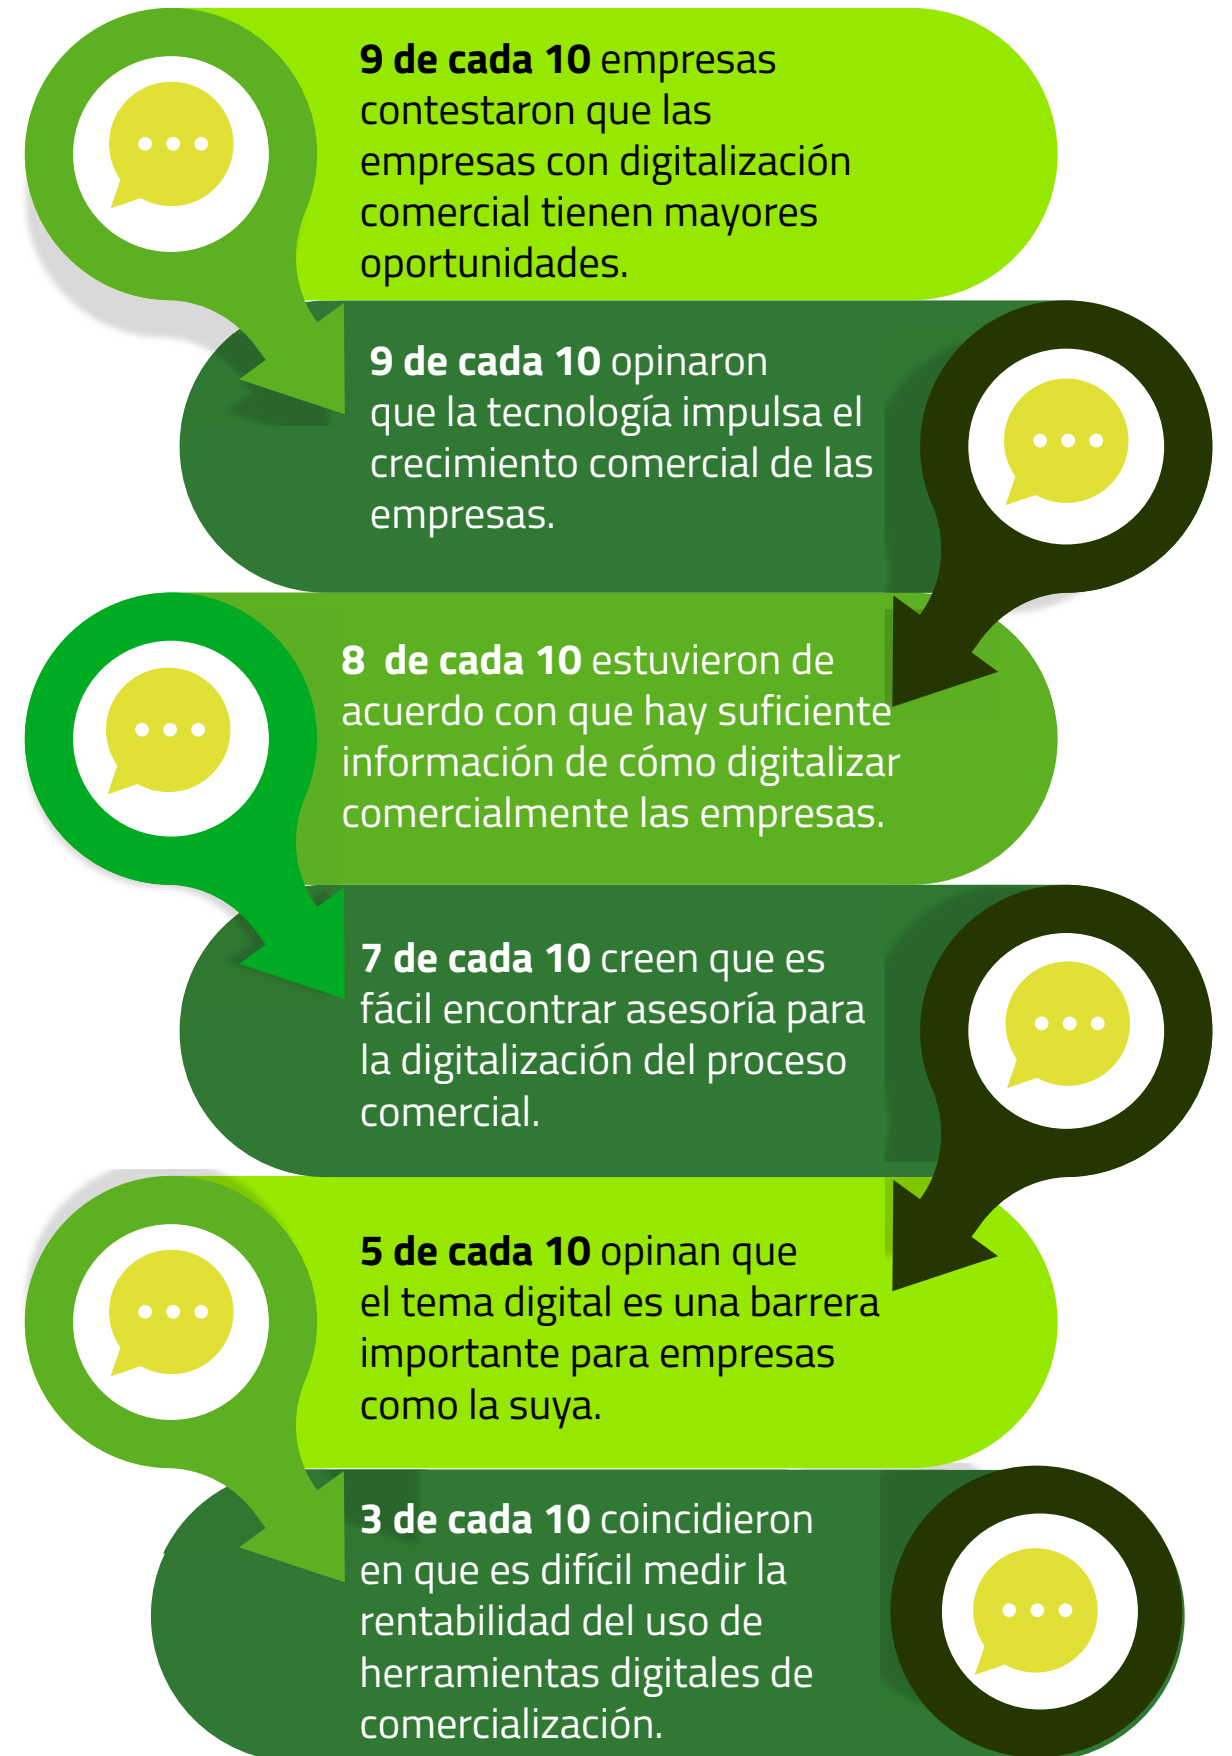 9 de cada 10 empresas
contestaron que las
empresas con digitalización
comercial tienen mayores
oportunidades.
9 de cada 10 opinaron
que la tecnología impulsa el
crecimiento comercial de las
empresas.
8 de cada 10 estuvieron de
acuerdo con que hay suficiente
información de cómo digitalizar
comercialmente las empresas.
7 de cada 10 creen que es
fácil encontrar asesoría para
la digitalización del proceso
comercial.
5 de cada 10 opinan que
el tema digital es una barrera
importante para empresas
como la suya.
3 de cada 10 coincidieron
en que es difícil medir la
rentabilidad del uso de
herramientas digitales de
comercialización.